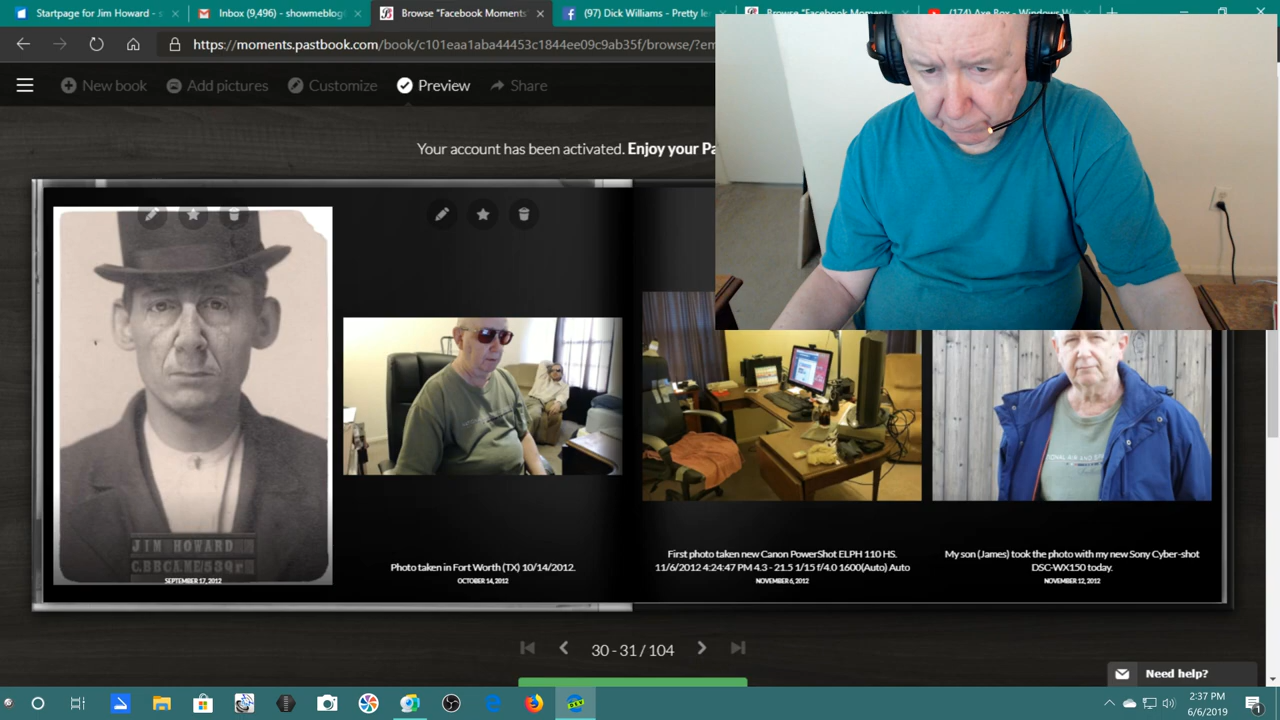 Startpage for Jim Howard - s
Inbox (9,496) - showmeblog
Browse "Facebook Moments
(97) Dick Williams - Pretty le
Browse "Facebook Moments
(174) Axe Box - Windows W
https://moments.pastbook.com/book/c101eaa1aba44453c1844ee09c9ab35f/browse/?em
New book
Add pictures
Customize
Preview
Share
Your account has been activated. Enjoy your Pa
JIM HOWARD
SEPTEMBER 17, 2012
Photo taken in Fort Worth (TX) 10/14/2012.
OCTOBER 14, 2012
First photo taken new Canon PowerShot ELPH 110 HS.
11/6/2012 4:24:47 PM 4.3 - 21.5 1/15 f/4.0 1600(Auto) Auto
NOVEMBER 6, 2012
My son (James) took the photo with my new Sony Cyber-shot
DSC-WX150 today.
NOVEMBER 12, 2012
30 - 31 / 104
Need help?
2:37 PM
6/6/2019
1